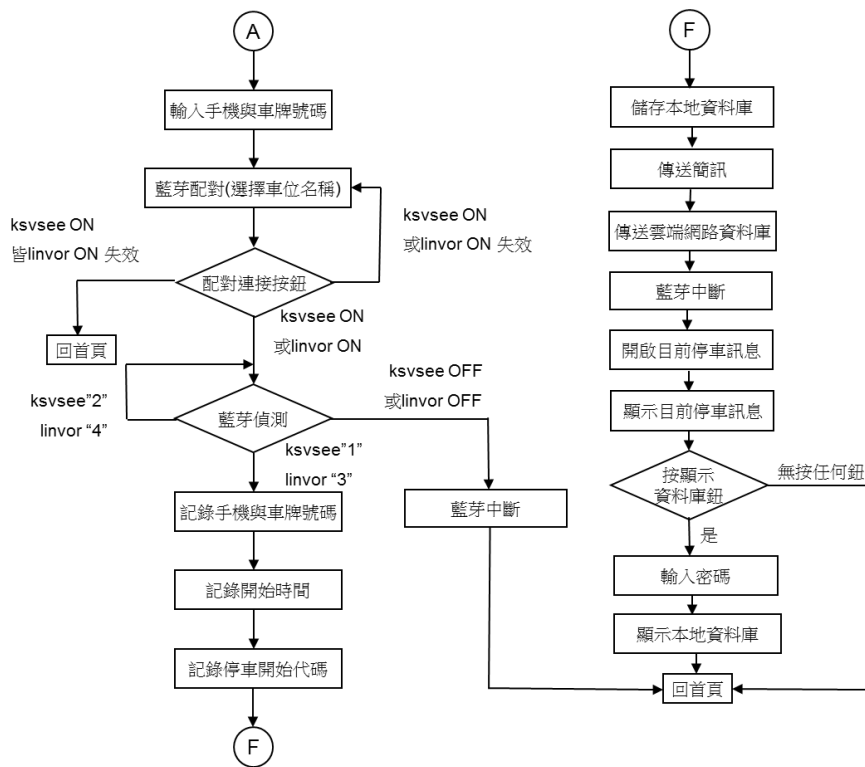 A
輸入手機與車牌號碼
藍芽配對(選擇車位名稱)
ksvsee ON
皆linvor ON 失效
ksvsee ON
或linvor ON 失效
配對連接按鈕
回首頁
ksvsee ON
或linvor ON
ksvsee"2"
linvor “4”
藍芽偵測
ksvsee OFF
或linvor OFF
ksvsee"1"
linvor “3”
記錄手機與車牌號碼
藍芽中斷
記錄開始時間
記錄停車開始代碼
F
F
儲存本地資料庫
傳送簡訊
傳送雲端網路資料庫
藍芽中斷
開啟目前停車訊息
顯示目前停車訊息
按顯示
資料庫鈕
無按任何鈕
是
輸入密碼
顯示本地資料庫
回首頁